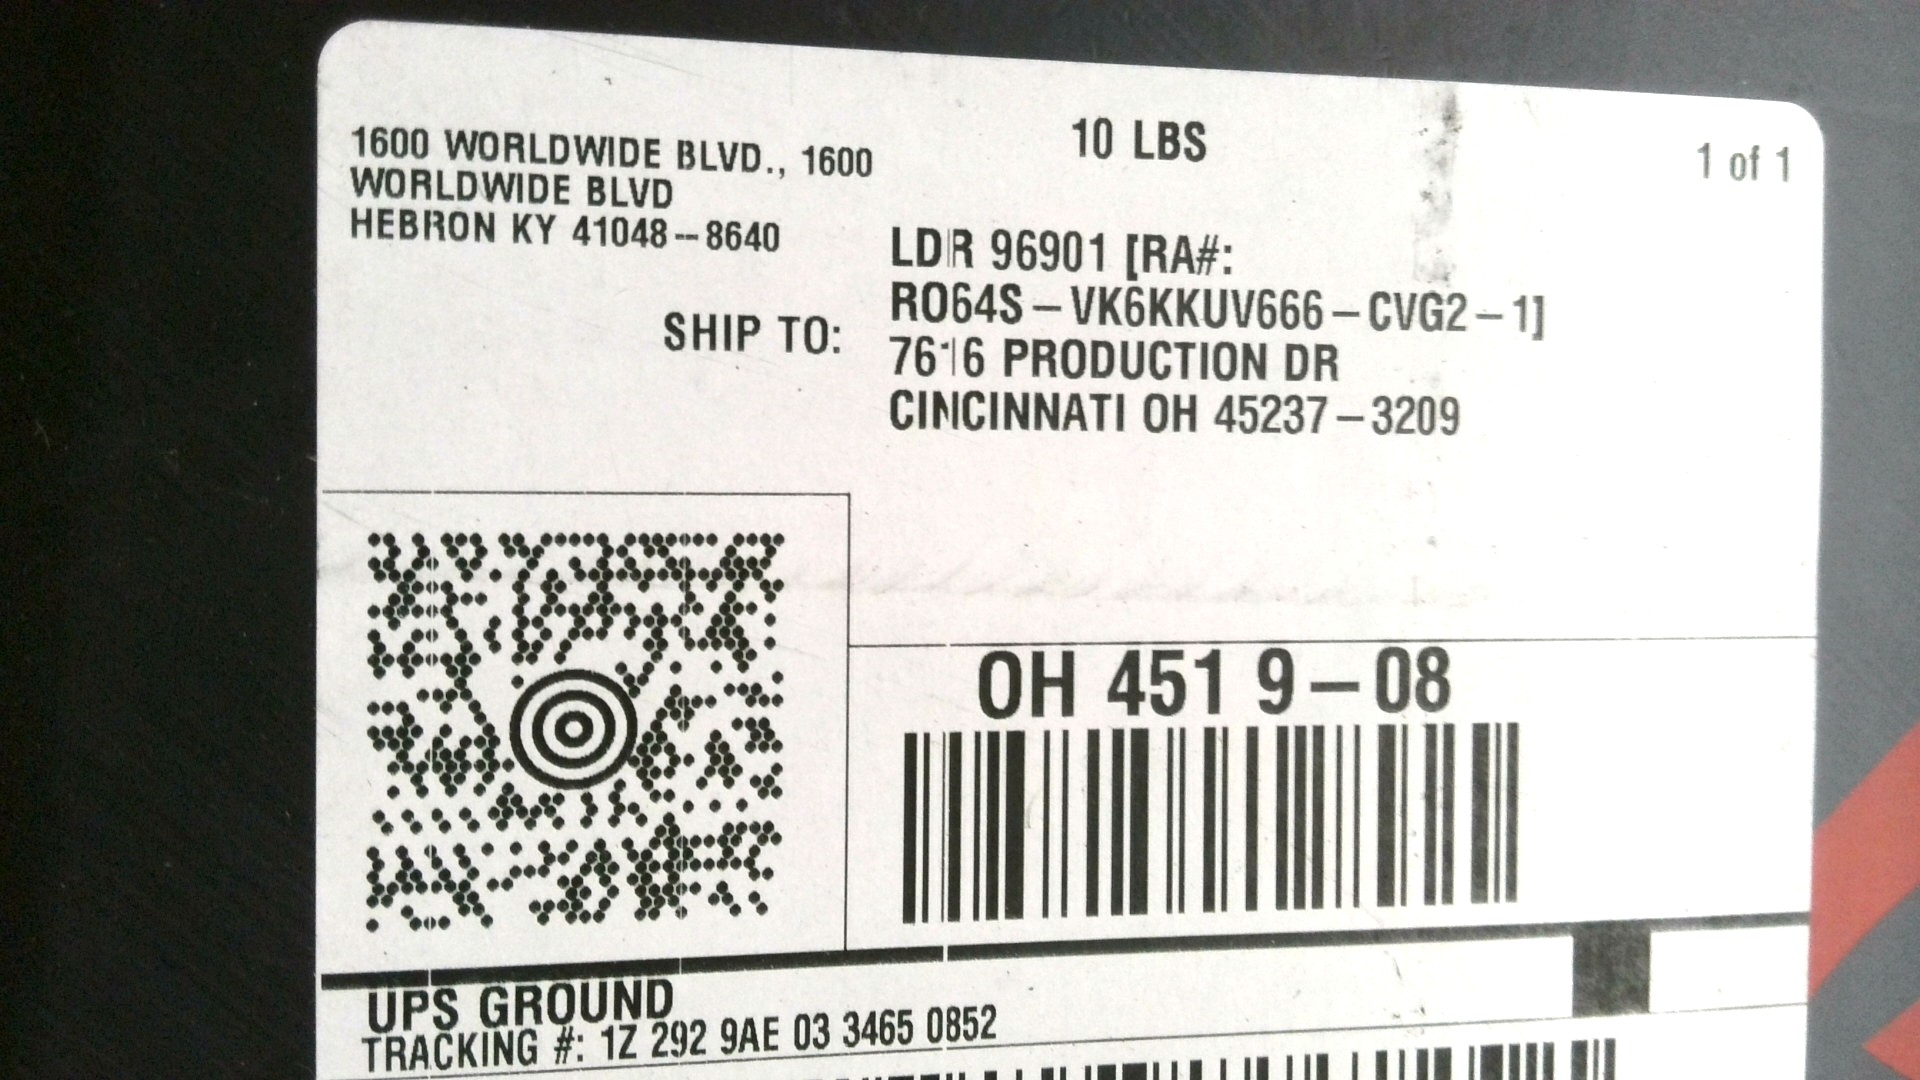 1600 WORLDWIDE BLVD., 1600
WORLDWIDE BLVD
HEBRON KY 41048-8640
10 LBS
1 of 1
SHIP TO:
LDR 96901 [RA#:
RO64S-VK6KKUV666-CVG2-1]
7616 PRODUCTION DR
CINCINNATI OH 45237-3209
OH 451 9-08
UPS GROUND
TRACKING #: 1Z 292 9AE 03 3465 0852